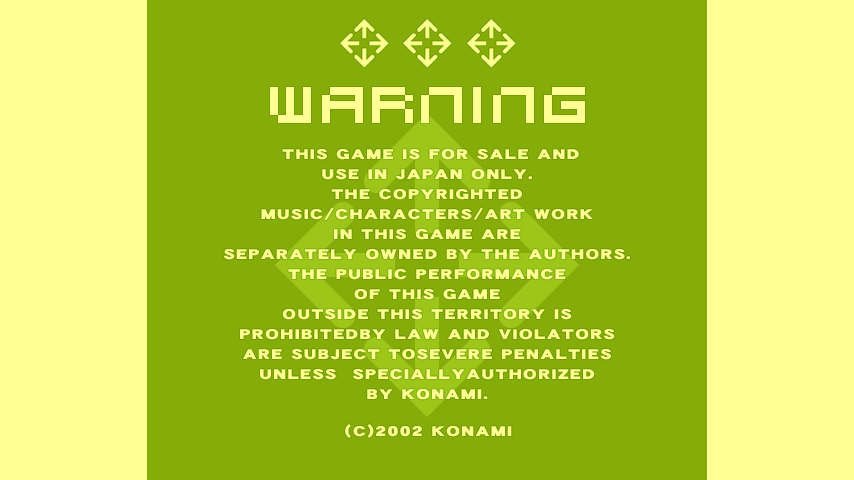 WARNING
THIS GAME IS FOR SALE AND
USE IN JAPAN ONLY.
THE COPYRIGHTED
MUSIC/CHARACTERS/ART WORK
IN THIS GAME ARE
SEPARATELY OWNED BY THE AUTHORS.
THE PUBLIC PERFORMANCE
OF THIS GAME
OUTSIDE THIS TERRITORY IS
PROHIBITEDBY LAW AND VIOLATORS
ARE SUBJECT TOSEVERE PENALTIES
UNLESS  SPECIALLYAUTHORIZED
BY KONAMI.
(C)2002 KONAMI